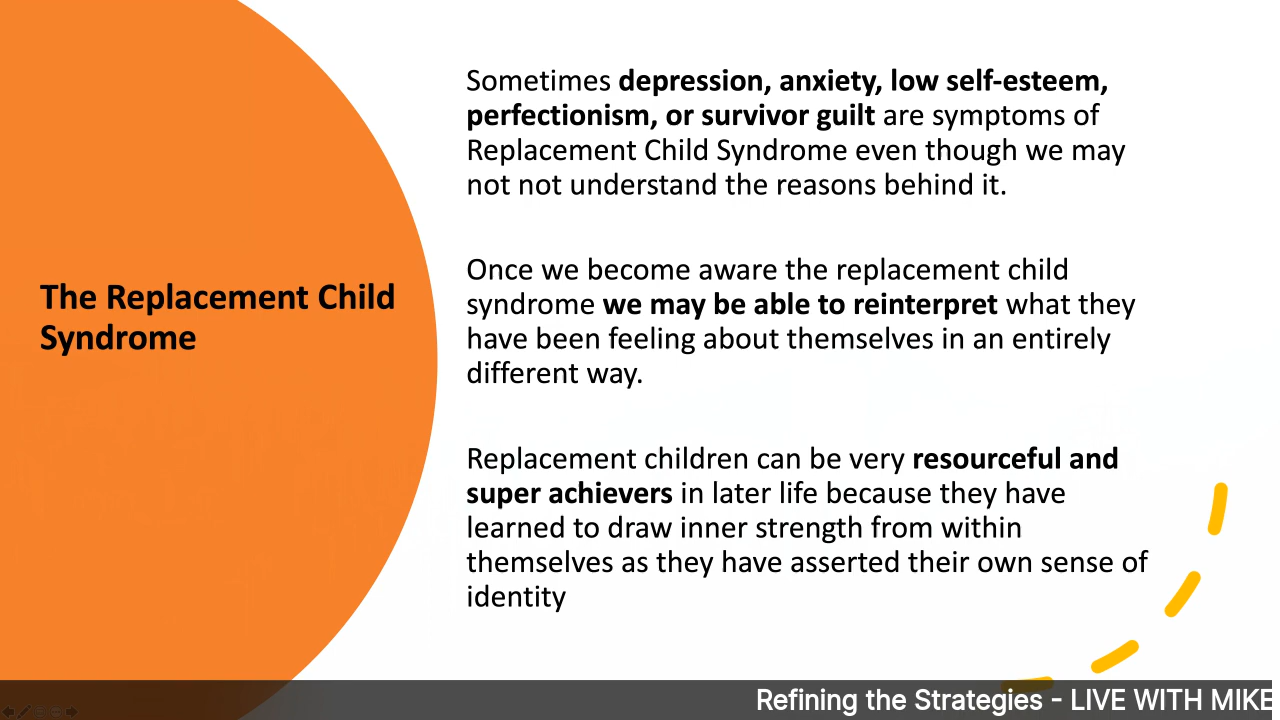 The Replacement Child
Syndrome
Sometimes depression, anxiety, low self-esteem,
perfectionism, or survivor guilt are symptoms of
Replacement Child Syndrome even though we may
not not understand the reasons behind it.
Once we become aware the replacement child
syndrome we may be able to reinterpret what they
have been feeling about themselves in an entirely
different way.
Replacement children can be very resourceful and
super achievers in later life because they have
learned to draw inner strength from within
themselves as they have asserted their own sense of
identity
Refining the Strategies - LIVE WITH MIKE